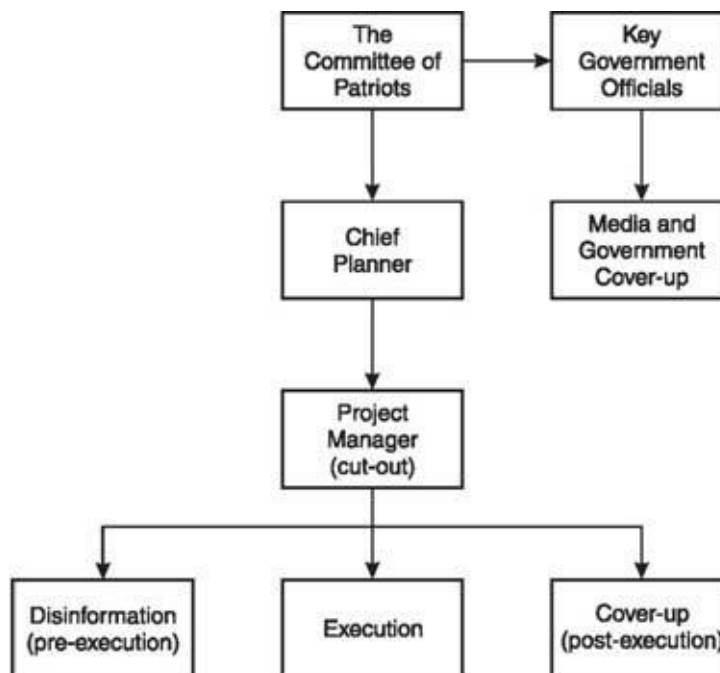 The
Committee of
Patriots
Key
Government
Officials
Chief
Planner
Media and
Government
Cover-up
Project
Manager
(cut-out)
Disinformation
(pre-execution)
Execution
Cover-up
(post-execution)